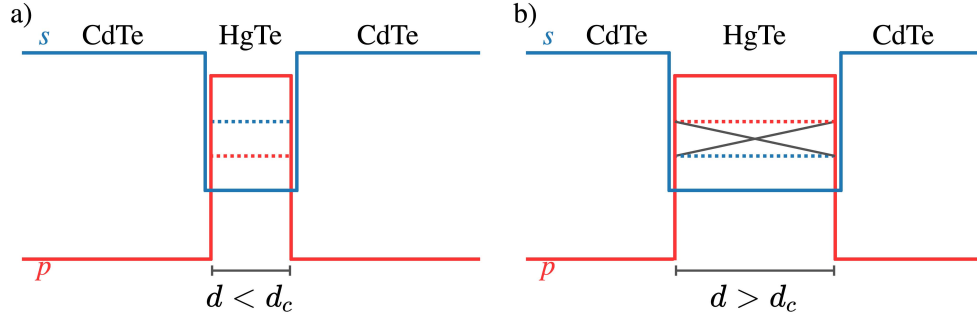 a)
s CdTe HgTe CdTe
p
d < d_c
b)
s CdTe HgTe CdTe
p
d > d_c